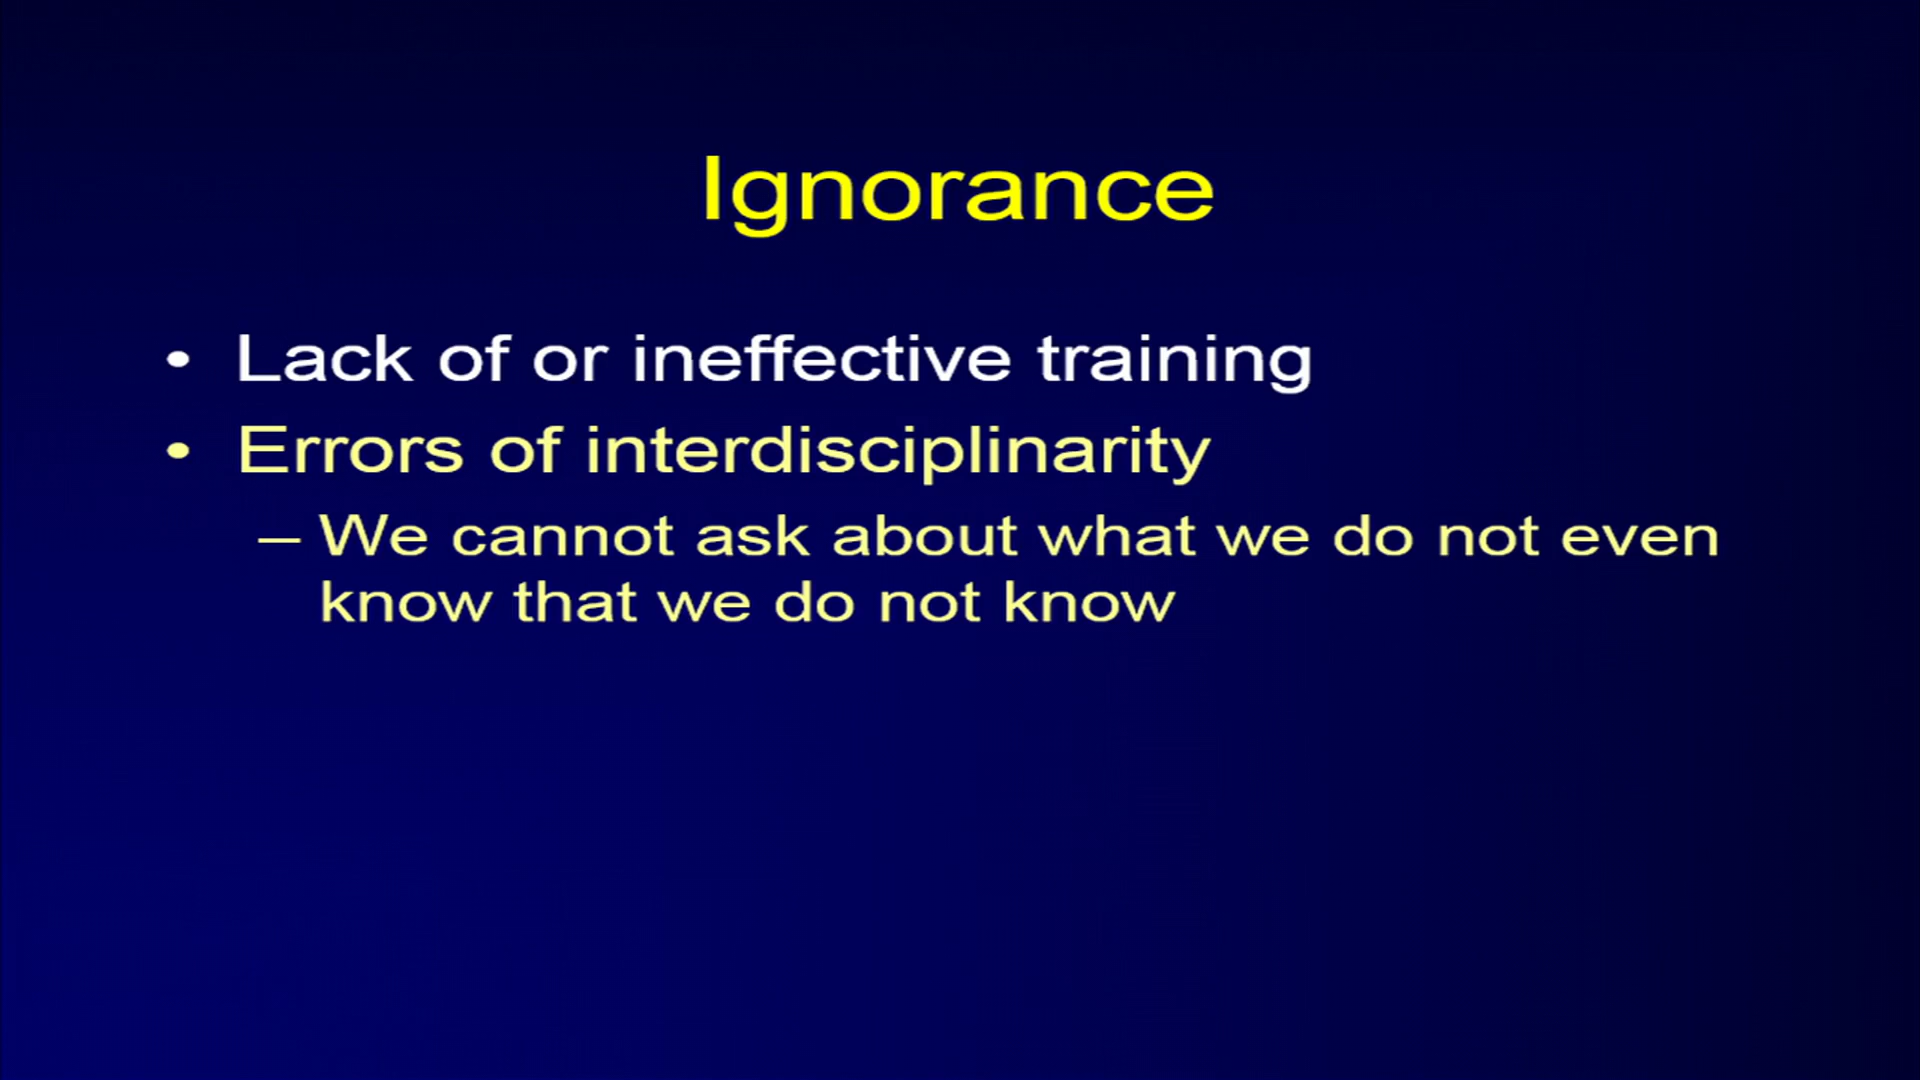 Ignorance
• Lack of or ineffective training
• Errors of interdisciplinarity
– We cannot ask about what we do not even
know that we do not know